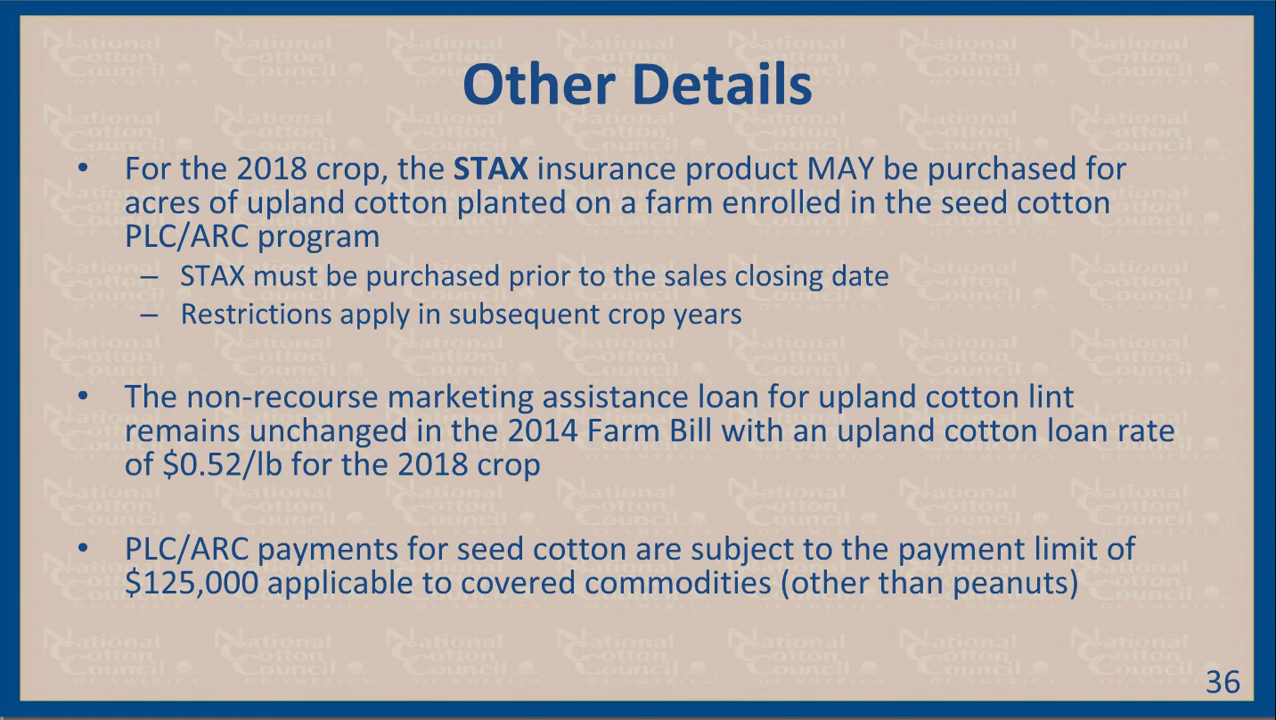 Other Details
• For the 2018 crop, the STAX insurance product MAY be purchased for
acres of upland cotton planted on a farm enrolled in the seed cotton
PLC/ARC program
– STAX must be purchased prior to the sales closing date
– Restrictions apply in subsequent crop years
• The non-recourse marketing assistance loan for upland cotton lint
remains unchanged in the 2014 Farm Bill with an upland cotton loan rate
of $0.52/lb for the 2018 crop
• PLC/ARC payments for seed cotton are subject to the payment limit of
$125,000 applicable to covered commodities (other than peanuts)
36
National
Cotton
Council
OF AMERICA